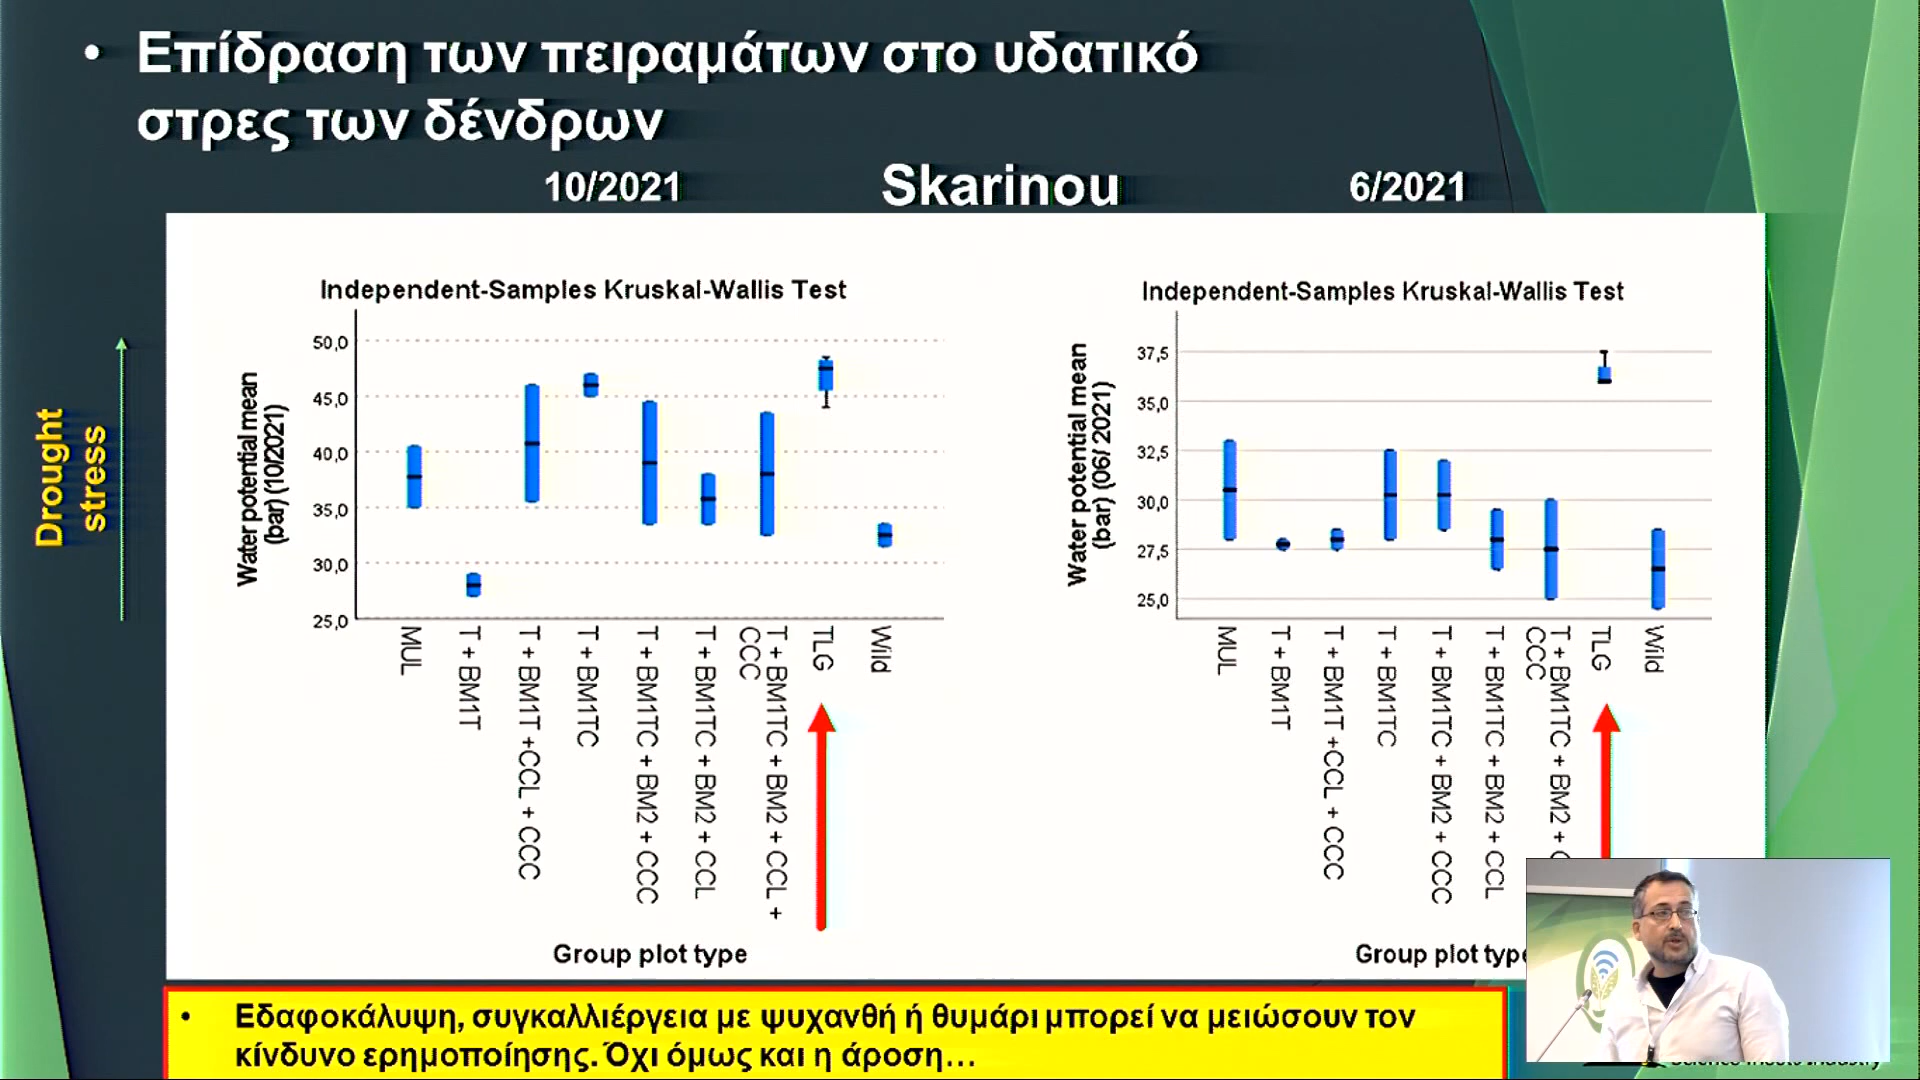 • Επίδραση των πειραμάτων στο υδατικό
στρες των δένδρων
10/2021
Skarinou
6/2021
Drought
stress
Independent-Samples Kruskal-Wallis Test
Water potential mean
(bar) (10/2021)
50,0
45,0
40,0
35,0
30,0
25,0
MUL
T + BM1T
T + BM1T +CCL + CCC
T + BM1TC
T + BM1TC + BM2 + CCC
T + BM1TC + BM2 + CCL
T + BM1TC + BM2 + CCL +
CCC
TLG
Wild
Group plot type
Independent-Samples Kruskal-Wallis Test
Water potential mean
(bar) (06/ 2021)
37,5
35,0
32,5
30,0
27,5
25,0
MUL
T + BM1T
T + BM1T +CCL + CCC
T + BM1TC
T + BM1TC + BM2 + CCC
T + BM1TC + BM2 + CCL
T + BM1TC + BM2 +
CCC
TLG
Wild
Group plot type
• Εδαφοκάλυψη, συγκαλλιέργεια με ψυχανθή ή θυμάρι μπορεί να μειώσουν τον
κίνδυνο ερημοποίησης. Όχι όμως και η άροση…